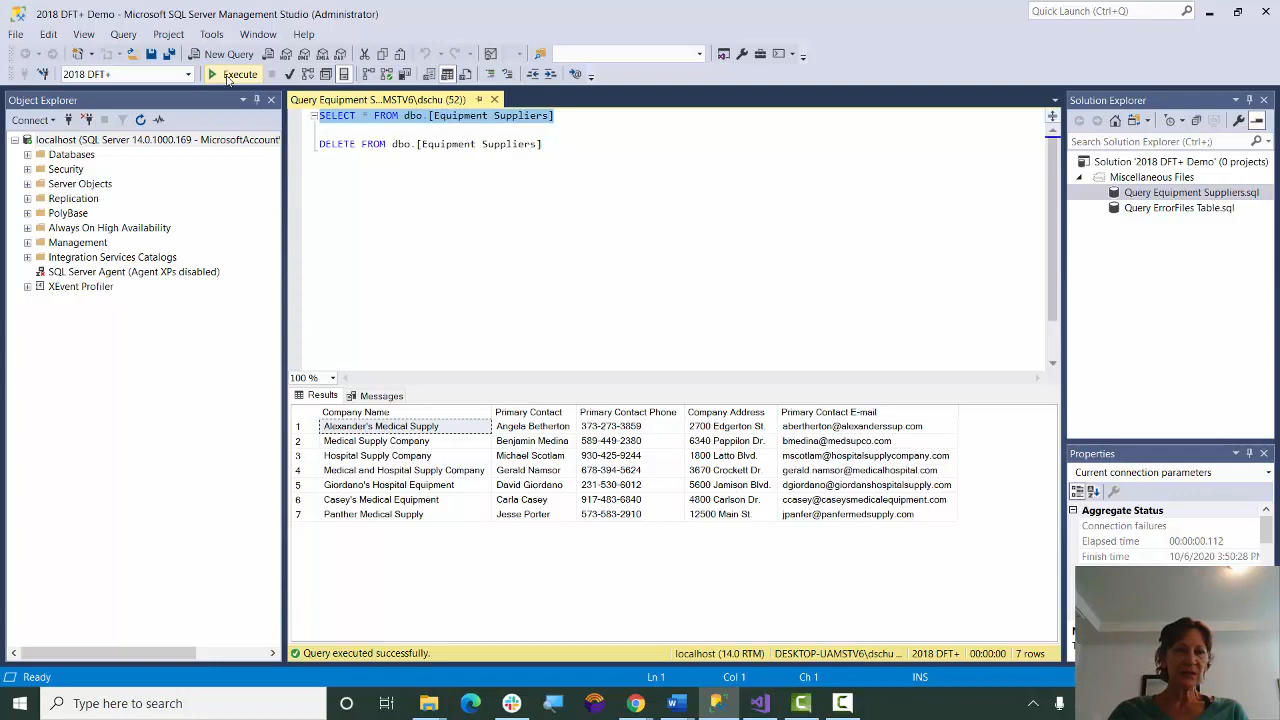 2018 DFT+ Demo - Microsoft SQL Server Management Studio (Administrator)
Quick Launch (Ctrl+Q)
File Edit View Query Project Tools Window Help
New Query
2018 DFT+
Execute
Object Explorer
Connect
localhost (SQL Server 14.0.1000.169 - MicrosoftAccount
Databases
Security
Server Objects
Replication
PolyBase
Always On High Availability
Management
Integration Services Catalogs
SQL Server Agent (Agent XPs disabled)
XEvent Profiler
Query Equipment S...MSTV6\dschu (52))
SELECT * FROM dbo.[Equipment Suppliers]
DELETE FROM dbo.[Equipment Suppliers]
100 %
Results Messages
Company Name Primary Contact Primary Contact Phone Company Address Primary Contact E-mail
1 Alexander's Medical Supply Angela Betherton 373-273-3859 2700 Edgerton St. abertherton@alexanderssup.com
2 Medical Supply Company Benjamin Medina 589-449-2380 6340 Pappilon Dr. bmedina@medsupco.com
3 Hospital Supply Company Michael Scotlam 930-425-9244 1800 Latto Blvd. mscotlam@hospitalsupplycompany.com
4 Medical and Hospital Supply Company Gerald Namsor 678-394-5624 3670 Crockett Dr. gerald.namsor@medicalhospital.com
5 Giordano's Hospital Equipment David Giordano 231-530-6012 5600 Jamison Blvd. dgiordano@giordanshospitalsupply.com
6 Casey's Medical Equipment Carla Casey 917-483-6840 4800 Carlson Dr. ccasey@caseysmedicalequipment.com
7 Panther Medical Supply Jesse Porter 573-583-2910 12500 Main St. jpanfer@panfermedsupply.com
Query executed successfully.
localhost (14.0 RTM) DESKTOP-UAMSTV6\dschu ... 2018 DFT+ 00:00:00 7 rows
Solution Explorer
Search Solution Explorer (Ctrl+;)
Solution '2018 DFT+ Demo' (0 projects)
Miscellaneous Files
Query Equipment Suppliers.sql
Query ErrorFiles Table.sql
Properties
Current connection parameters
Aggregate Status
Connection failures
Elapsed time 00:00:00.112
Finish time 10/6/2020 3:50:28 PM
Ready
Ln 1 Col 1 Ch 1 INS
Type here to search